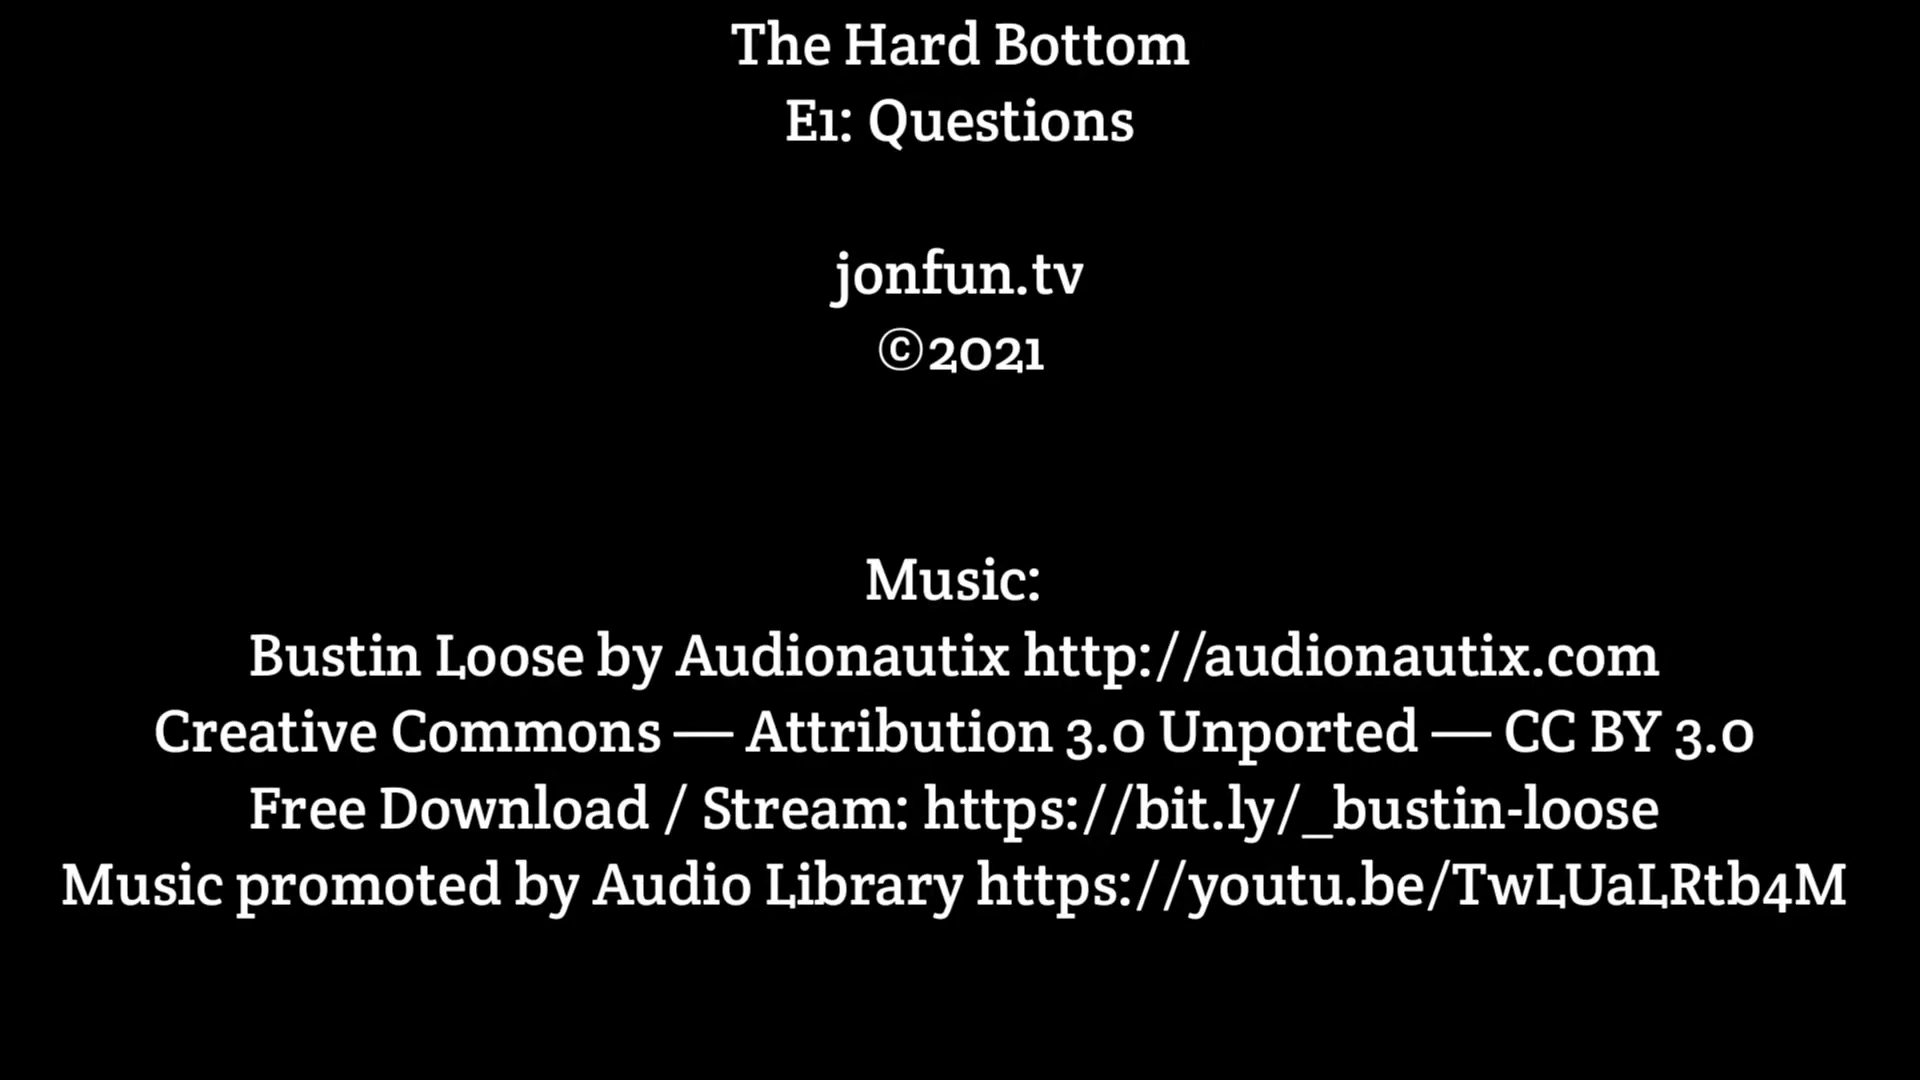 The Hard Bottom
E1: Questions
jonfun.tv
©2021
Music:
Bustin Loose by Audionautix http://audionautix.com
Creative Commons — Attribution 3.0 Unported — CC BY 3.0
Free Download / Stream: https://bit.ly/_bustin-loose
Music promoted by Audio Library https://youtu.be/TwLUaLRtb4M